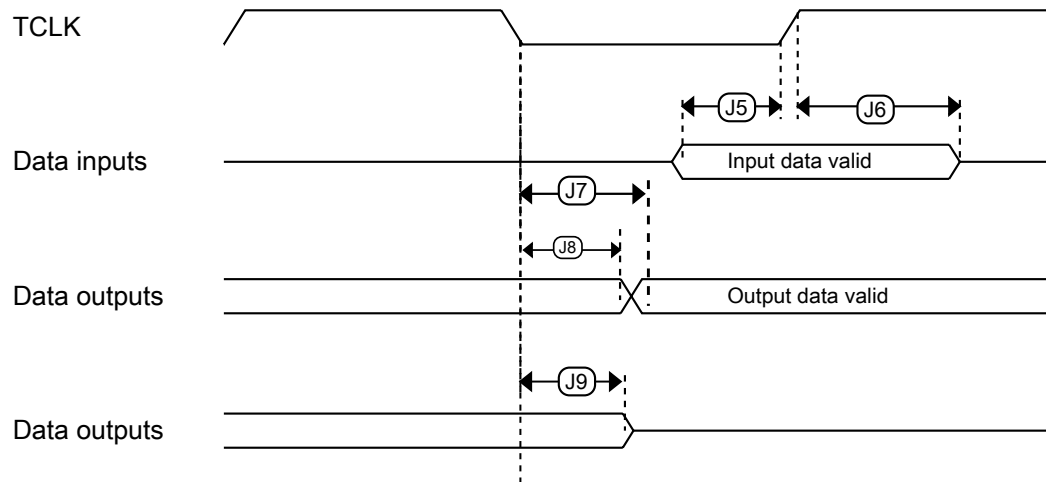 TCLK
J5
J6
Data inputs
Input data valid
J7
J8
Data outputs
Output data valid
J9
Data outputs